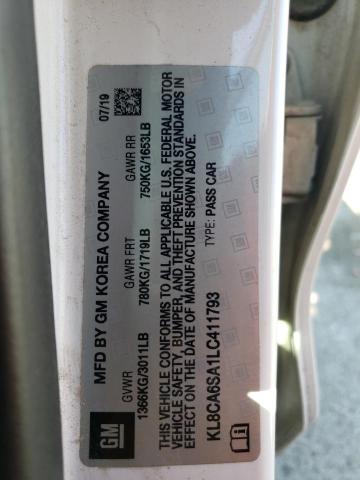 GM
MFD BY GM KOREA COMPANY
07/19
GVWR
GAWR FRT
GAWR RR
1366KG/3011LB
780KG/1719LB
750KG/1653LB
THIS VEHICLE CONFORMS TO ALL APPLICABLE U.S. FEDERAL MOTOR
VEHICLE SAFETY, BUMPER, AND THEFT PREVENTION STANDARDS IN
EFFECT ON THE DATE OF MANUFACTURE SHOWN ABOVE.
TYPE: PASS CAR
KL8CA6SA1LC411793